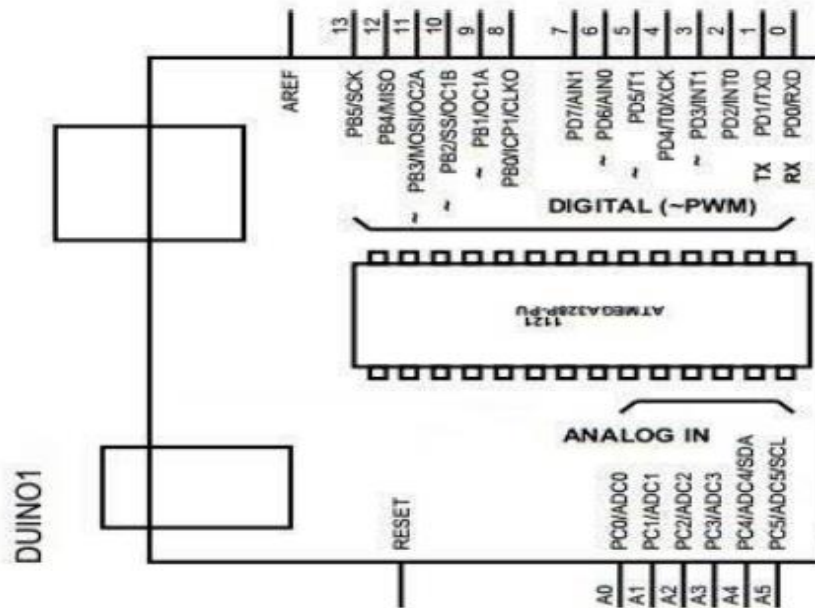 13
12
11
10
9
8
7
6
5
4
3
2
1
0
AREF
PB5/SCK
PB4/MISO
~ PB3/MOSI/OC2A
~ PB2/SS/OC1B
~ PB1/OC1A
PB0/ICP1/CLKO
PD7/AIN1
~ PD6/AIN0
~ PD5/T1
PD4/T0/XCK
~ PD3/INT1
PD2/INT0
TX PD1/TXD
RX PD0/RXD
DIGITAL (~PWM)
ATMEGA328P-PU
1121
ANALOG IN
DUINO1
RESET
PC0/ADC0
PC1/ADC1
PC2/ADC2
PC3/ADC3
PC4/ADC4/SDA
PC5/ADC5/SCL
A0
A1
A2
A3
A4
A5